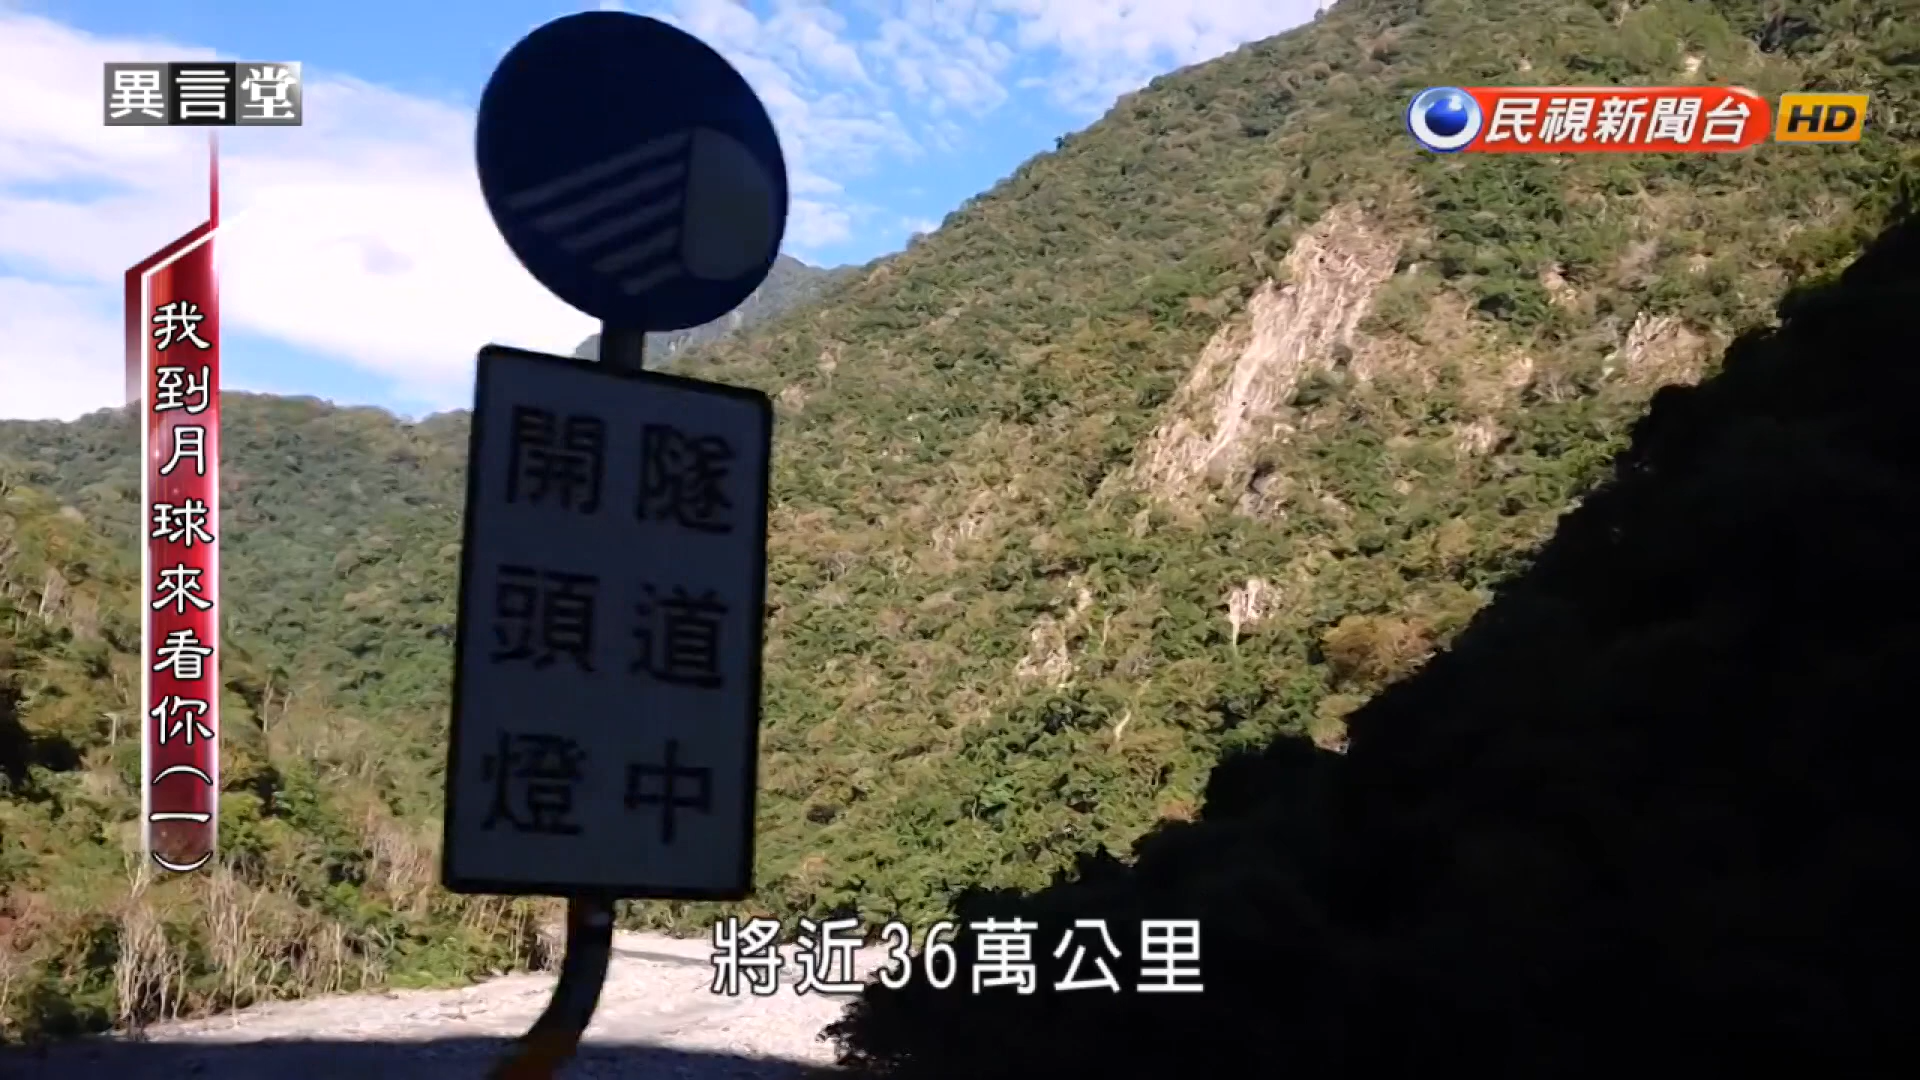 異言堂
民視新聞台 HD
我到月球來看你(一)
隧道中
開頭燈
將近36萬公里